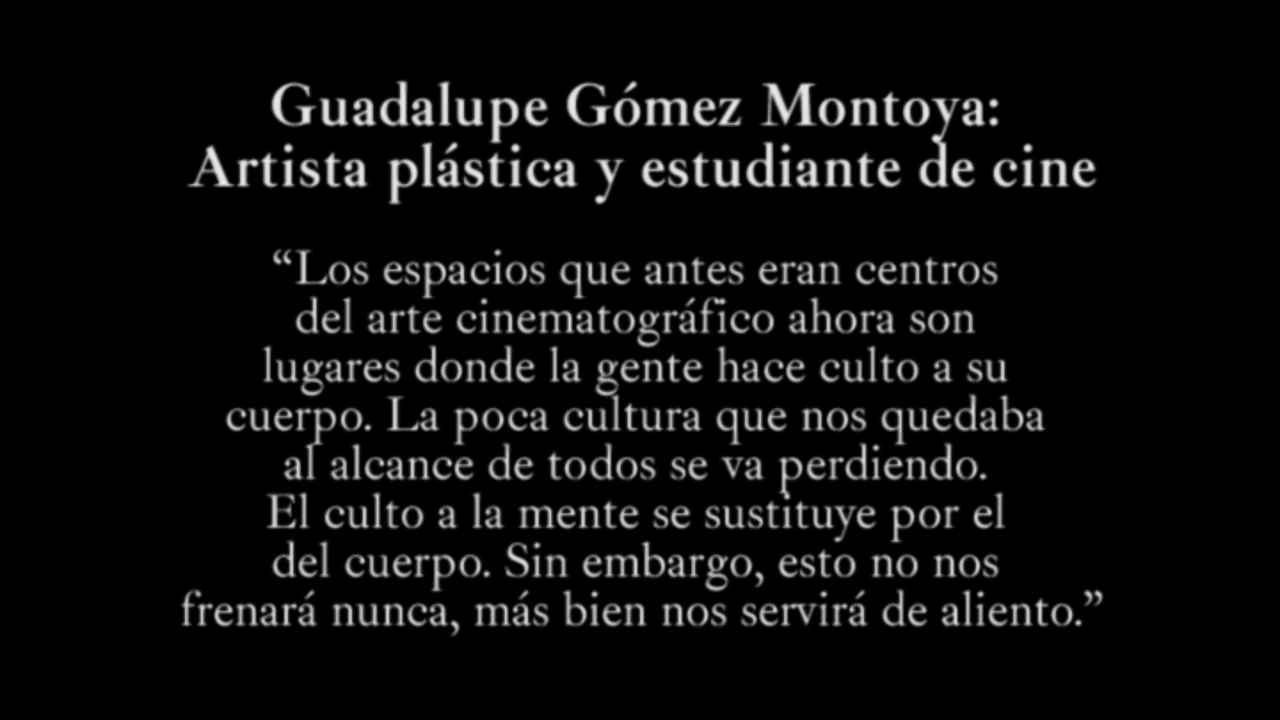 Guadalupe Gómez Montoya:
Artista plástica y estudiante de cine
“Los espacios que antes eran centros
del arte cinematográfico ahora son
lugares donde la gente hace culto a su
cuerpo. La poca cultura que nos quedaba
al alcance de todos se va perdiendo.
El culto a la mente se sustituye por el
del cuerpo. Sin embargo, esto no nos
frenará nunca, más bien nos servirá de aliento.”